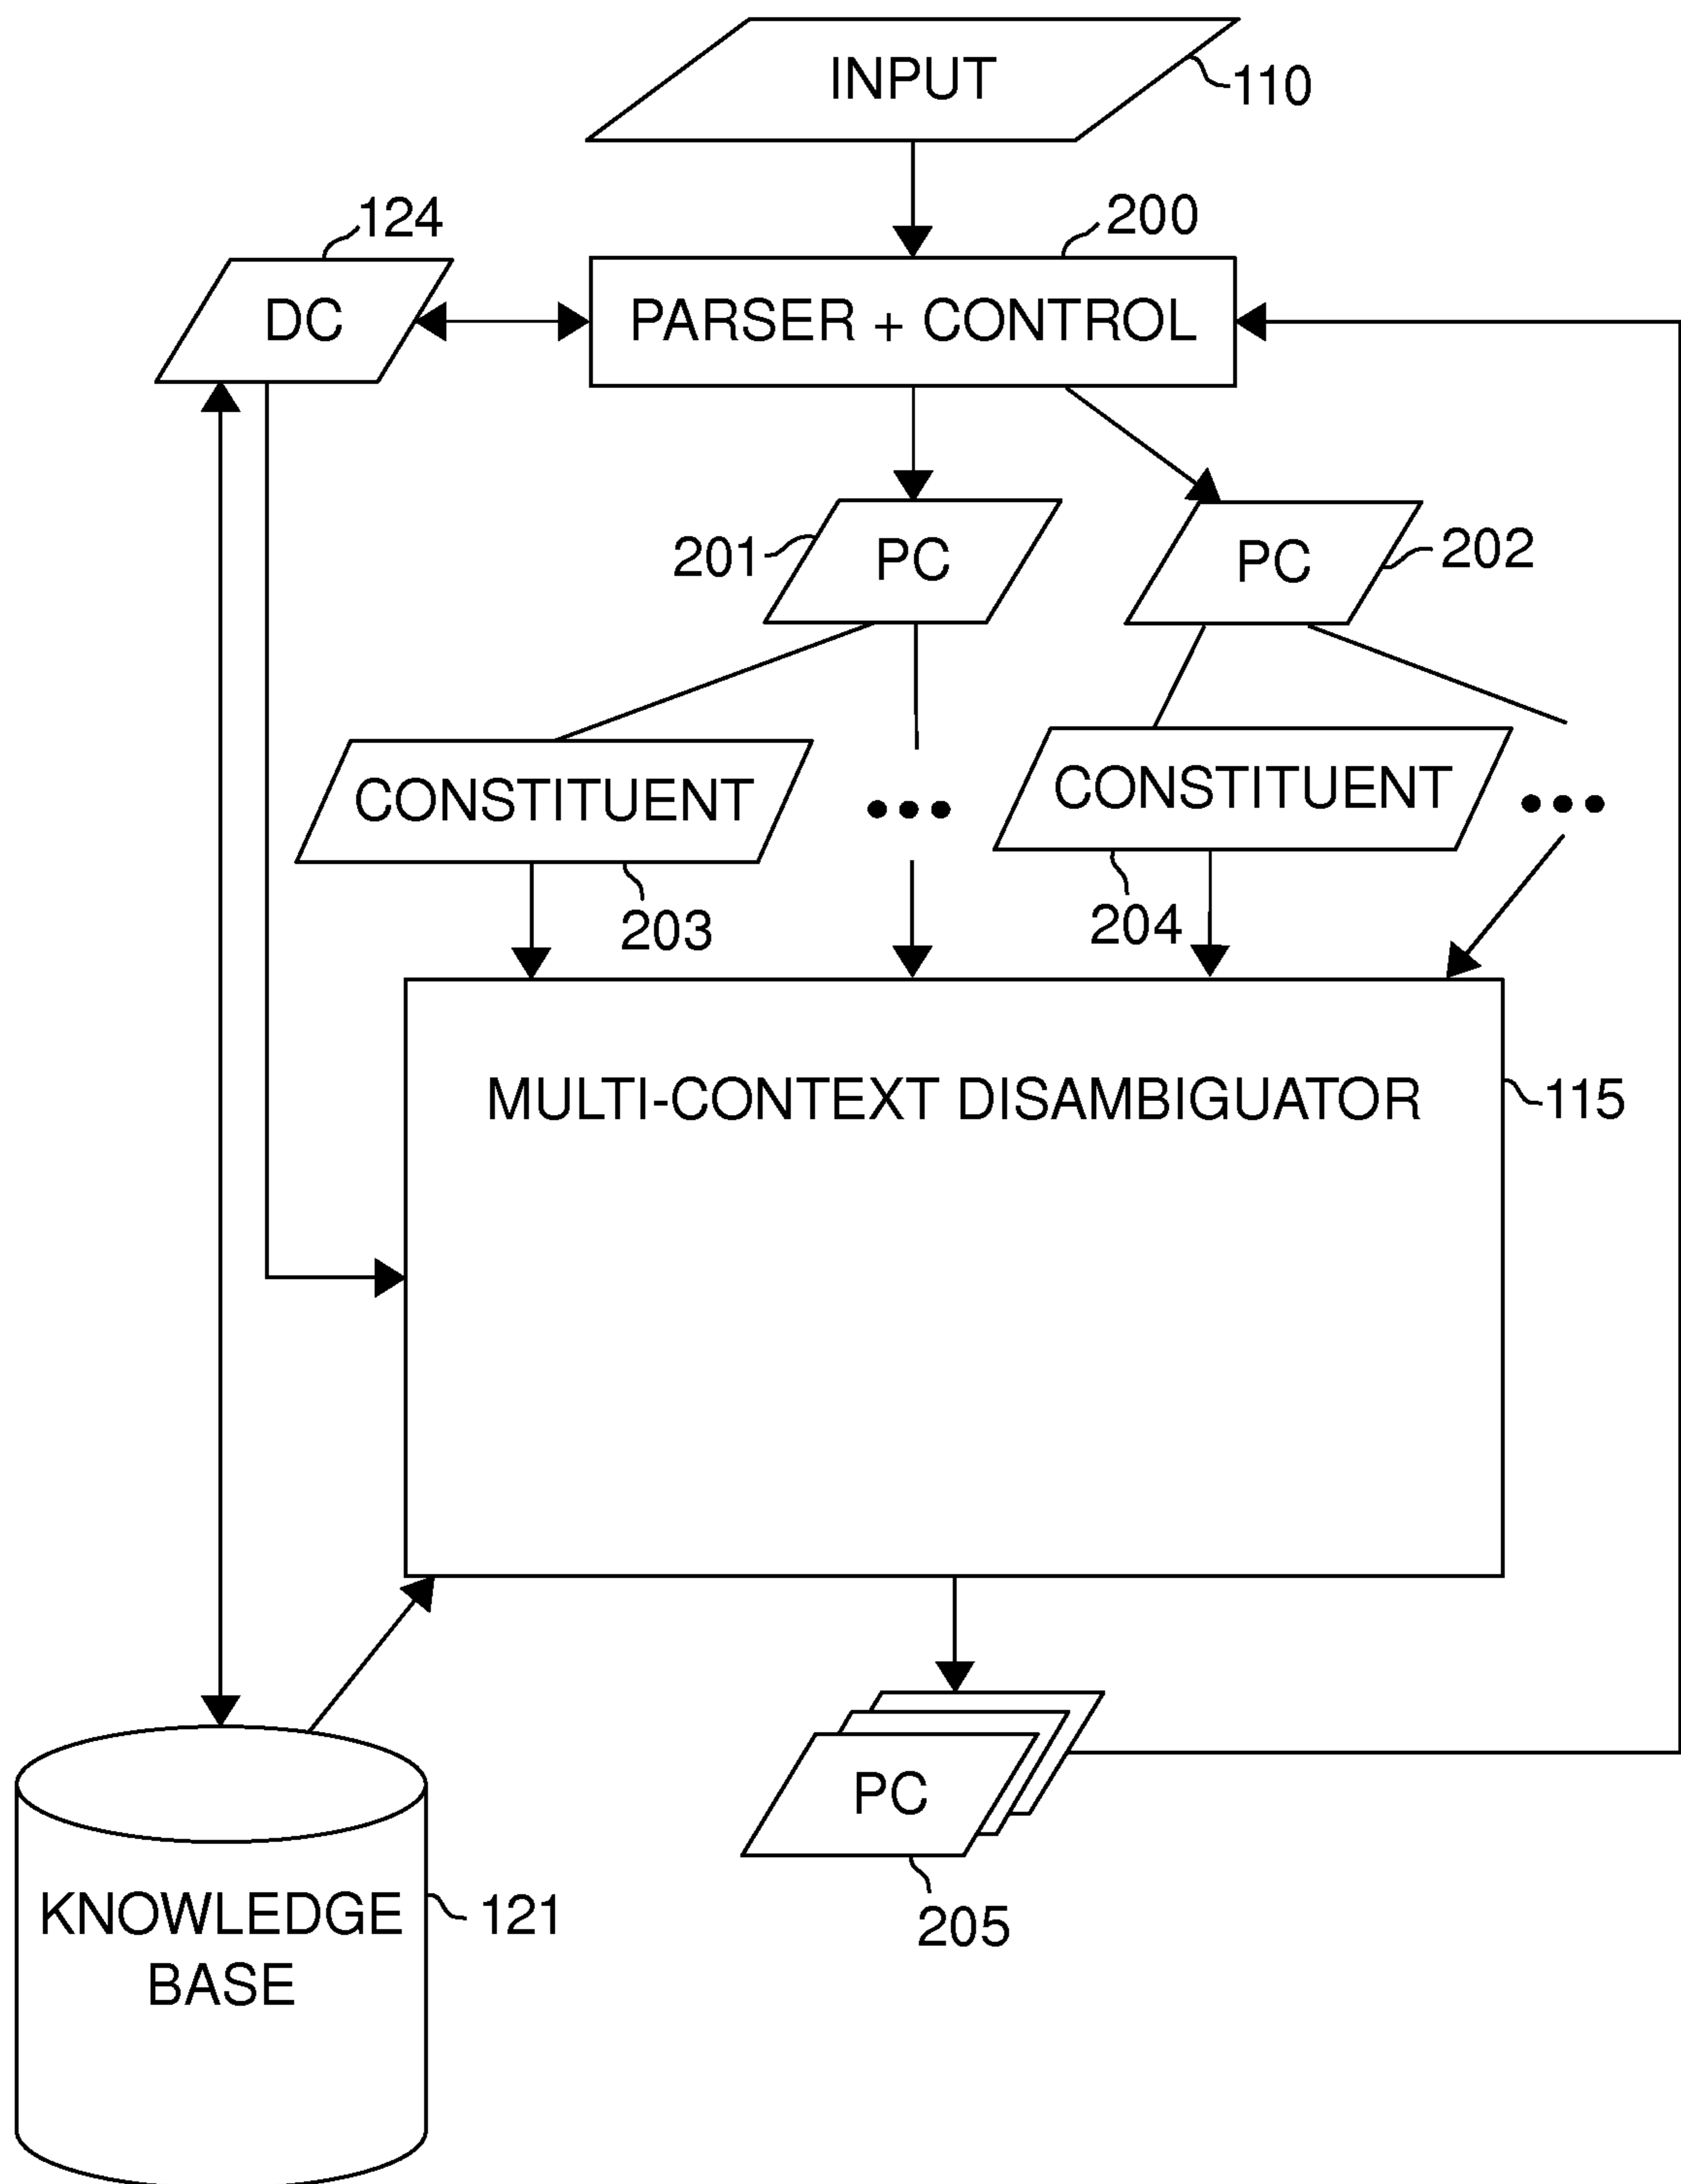 INPUT
110
124
200
DC
PARSER + CONTROL
201
PC
PC
202
CONSTITUENT
CONSTITUENT
203
204
MULTI-CONTEXT DISAMBIGUATOR
115
PC
KNOWLEDGE
BASE
121
205